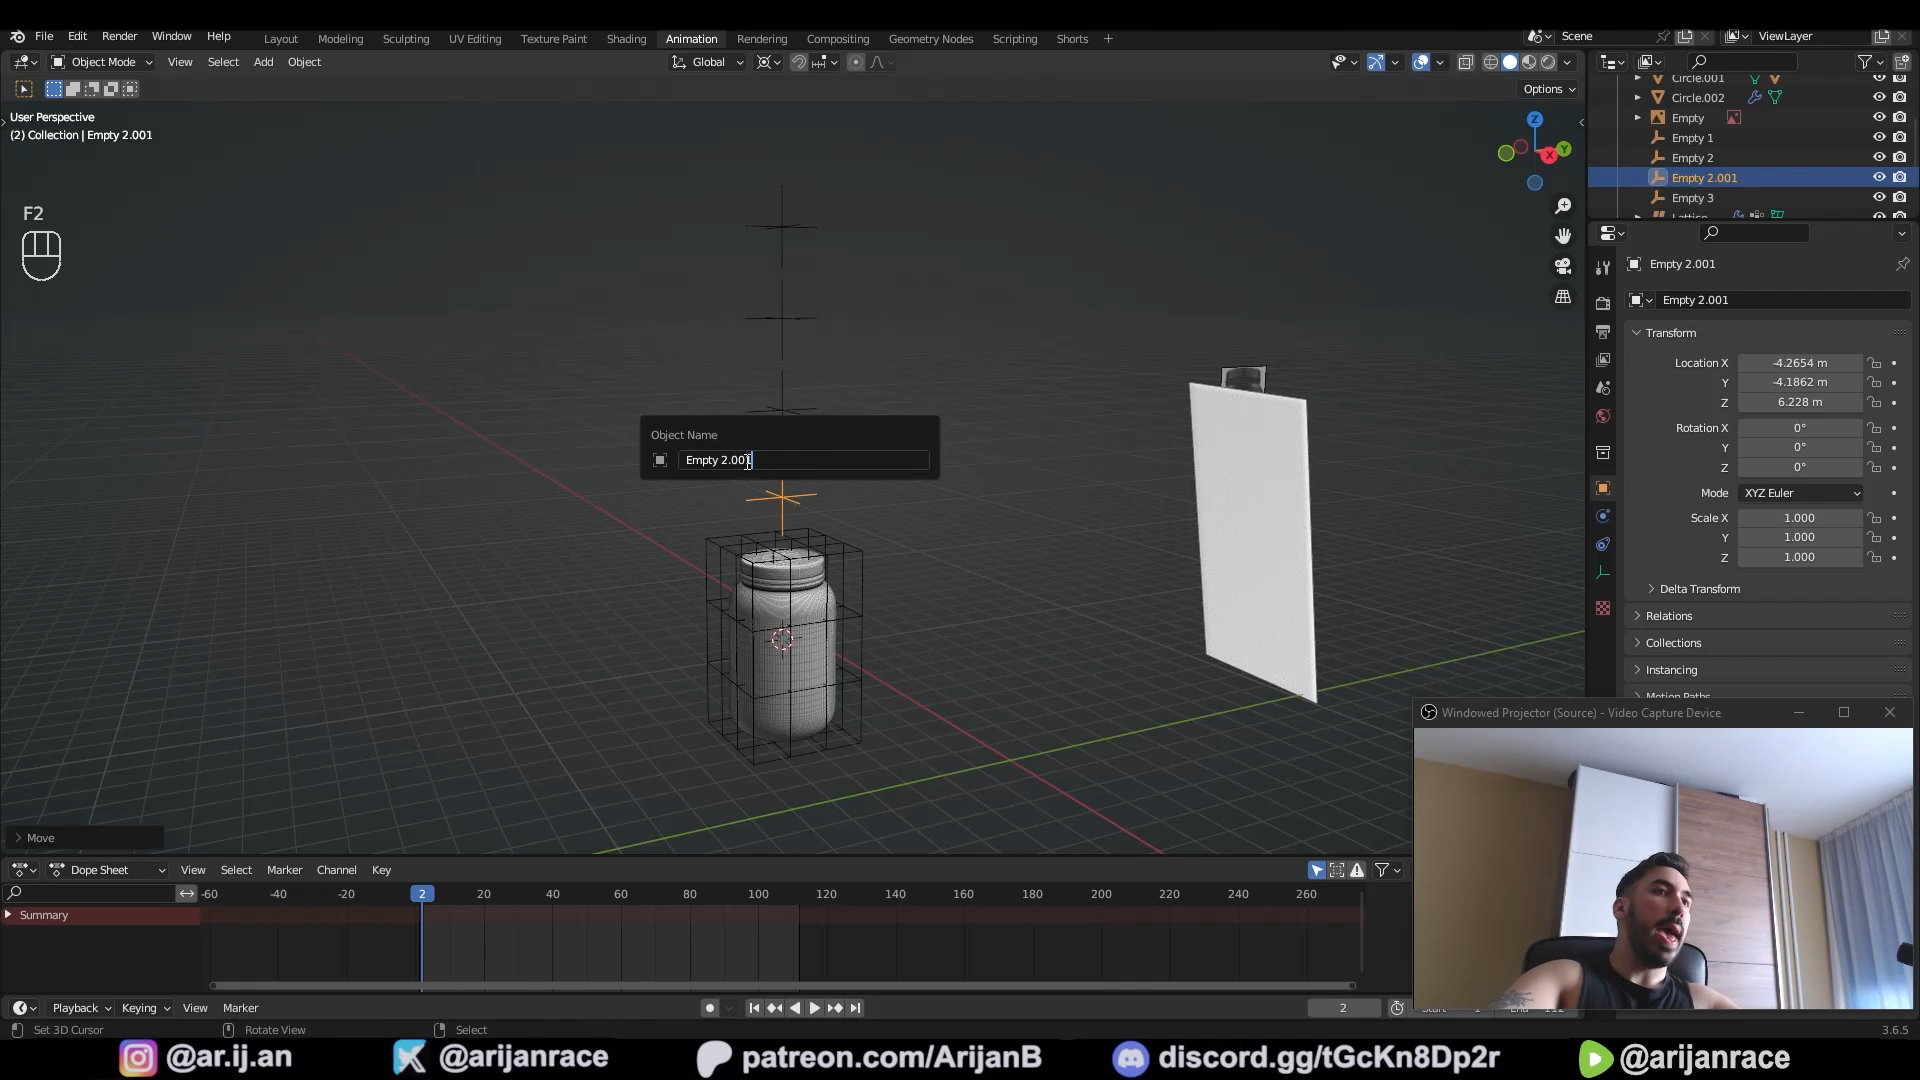 File Edit Render Window Help
Layout Modeling Sculpting UV Editing Texture Paint Shading Animation Rendering Compositing Geometry Nodes Scripting Shorts +
Scene
ViewLayer
Object Mode View Select Add Object
Global
Options
User Perspective
(2) Collection | Empty 2.001
F2
Z
X
Y
Object Name
Empty 2.001
Circle.001
Circle.002
Empty
Empty 1
Empty 2
Empty 2.001
Empty 3
Lattice
Empty 2.001
Empty 2.001
Transform
Location X -4.2654 m
Y -4.1862 m
Z 6.228 m
Rotation X 0°
Y 0°
Z 0°
Mode XYZ Euler
Scale X 1.000
Y 1.000
Z 1.000
Delta Transform
Relations
Collections
Instancing
Motion Paths
Windowed Projector (Source) - Video Capture Device
Move
Dope Sheet View Select Marker Channel Key
-60 -40 -20 2 20 40 60 80 100 120 140 160 180 200 220 240 260
Summary
Playback Keying View Marker
2
Start 1 End 112
Set 3D Cursor Rotate View Select
3.6.5
@ar.ij.an @arijanrace patreon.com/ArijanB discord.gg/tGcKn8Dp2r @arijanrace